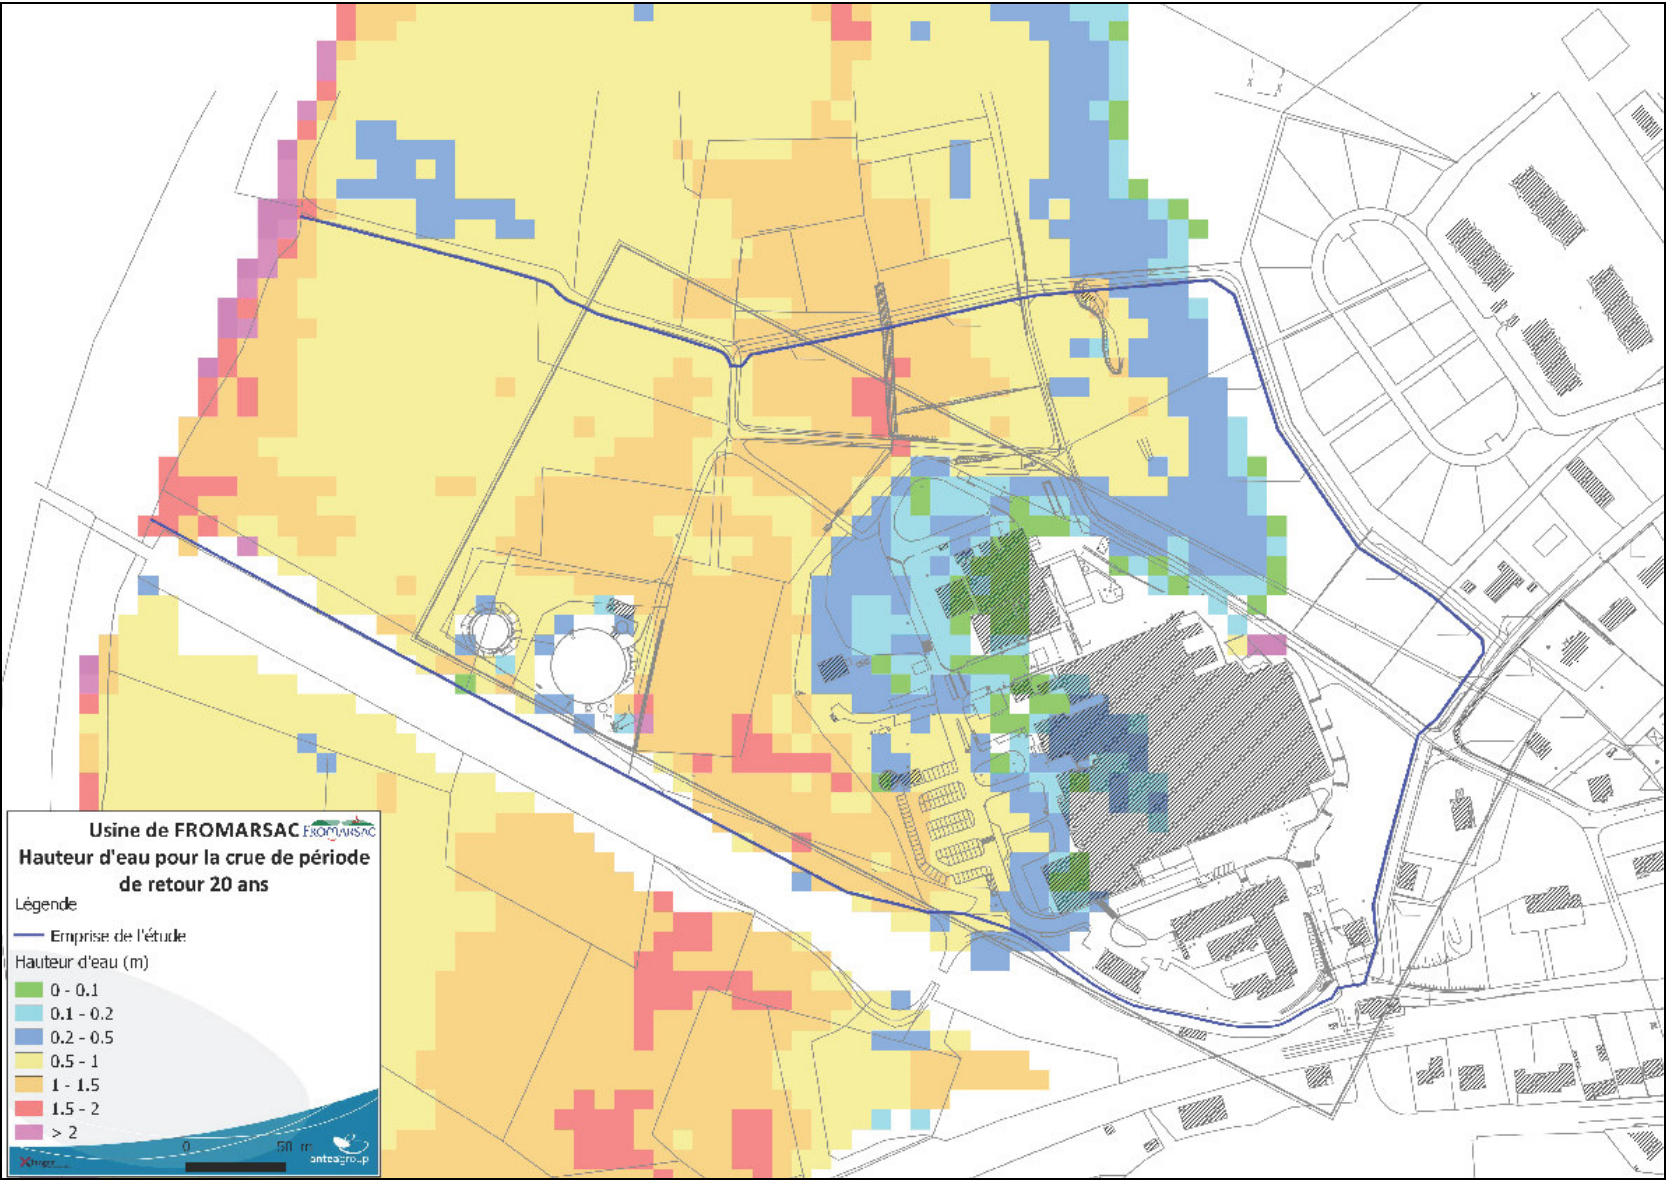 Usine de FROMARSAC FROMARSAC
Hauteur d'eau pour la crue de période
de retour 20 ans
Légende
Emprise de l'étude
Hauteur d'eau (m)
0 - 0.1
0.1 - 0.2
0.2 - 0.5
0.5 - 1
1 - 1.5
1.5 - 2
> 2
0 50 m
anteagroup